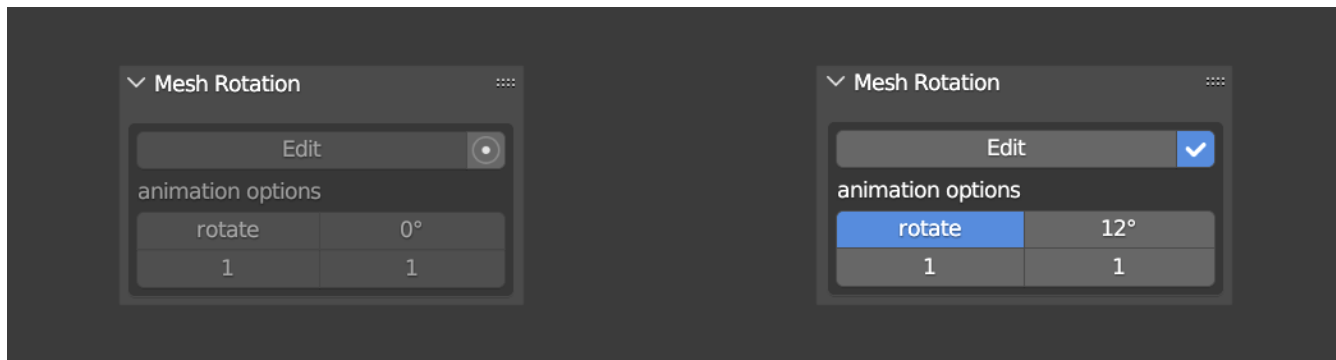 Mesh Rotation
Edit
animation options
rotate 0°
1 1
Mesh Rotation
Edit
animation options
rotate 12°
1 1